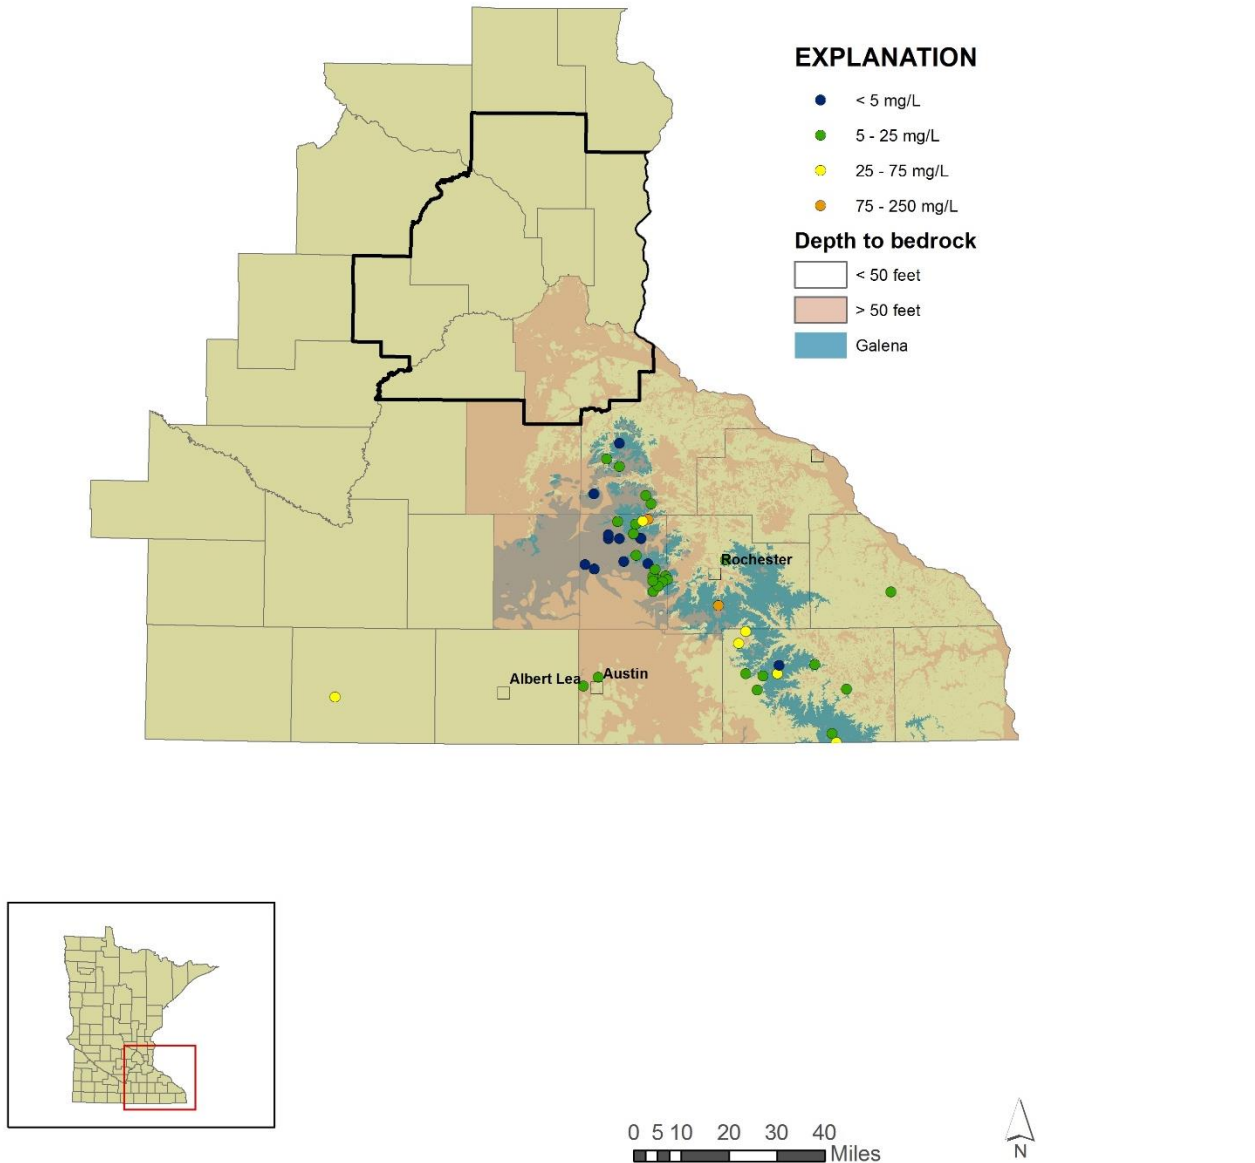 EXPLANATION
< 5 mg/L
5 - 25 mg/L
25 - 75 mg/L
75 - 250 mg/L
Depth to bedrock
< 50 feet
> 50 feet
Galena
Rochester
Albert Lea
Austin
0 5 10 20 30 40
Miles
N